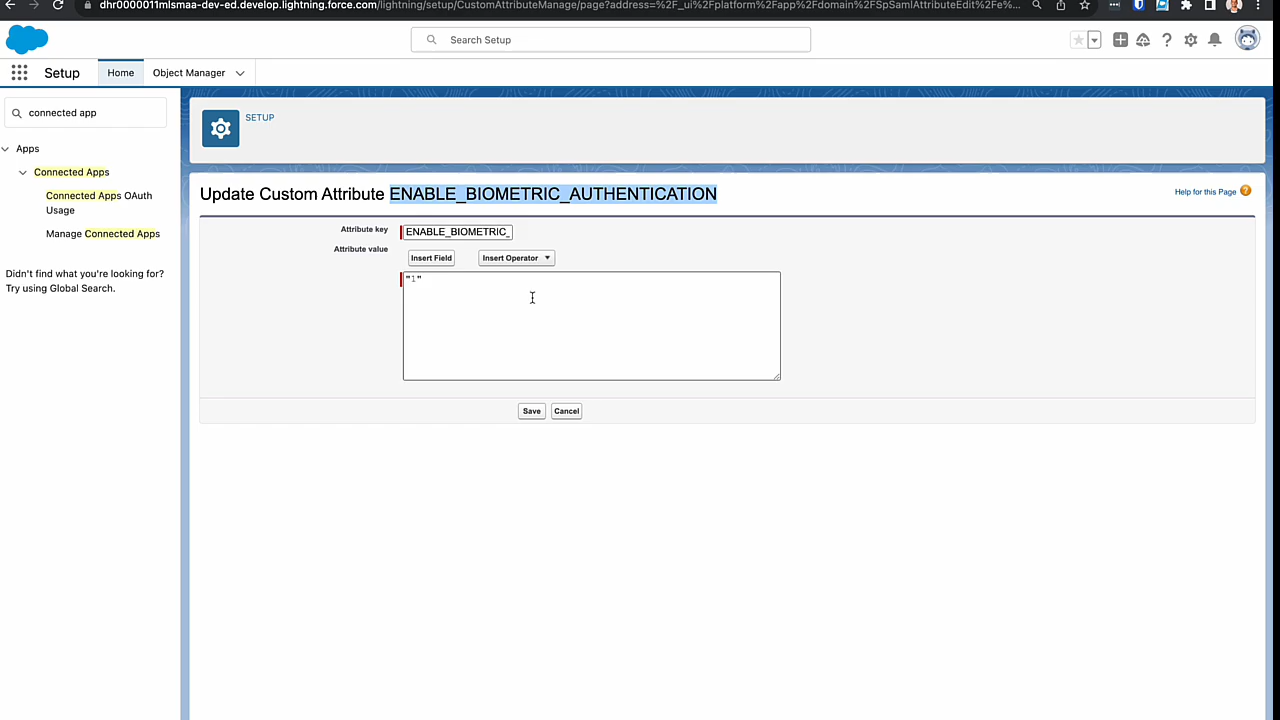 dhr0000011mlsmaa-dev-ed.develop.lightning.force.com/lightning/setup/CustomAttributeManage/page?address=%2F_ui%2Fplatform%2Fapp%2Fdomain%2FSpSamlAttributeEdit%2Fe%...
Search Setup
Setup
Home
Object Manager
connected app
Apps
Connected Apps
Connected Apps OAuth
Usage
Manage Connected Apps
Didn't find what you're looking for?
Try using Global Search.
SETUP
Update Custom Attribute ENABLE_BIOMETRIC_AUTHENTICATION
Help for this Page ?
Attribute key
ENABLE_BIOMETRIC_
Attribute value
Insert Field
Insert Operator
"1"
Save
Cancel